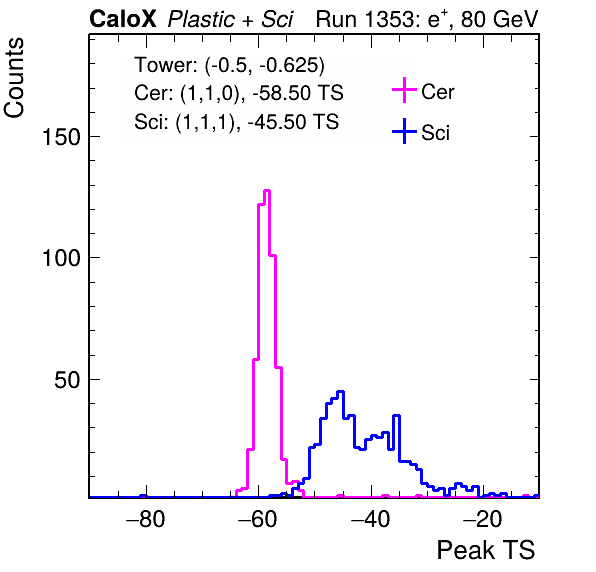 CaloX Plastic + Sci Run 1353: e⁺, 80 GeV
Counts
Tower: (-0.5, -0.625)
Cer: (1,1,0), -58.50 TS
Sci: (1,1,1), -45.50 TS
Cer
Sci
150
100
50
−80 −60 −40 −20
Peak TS